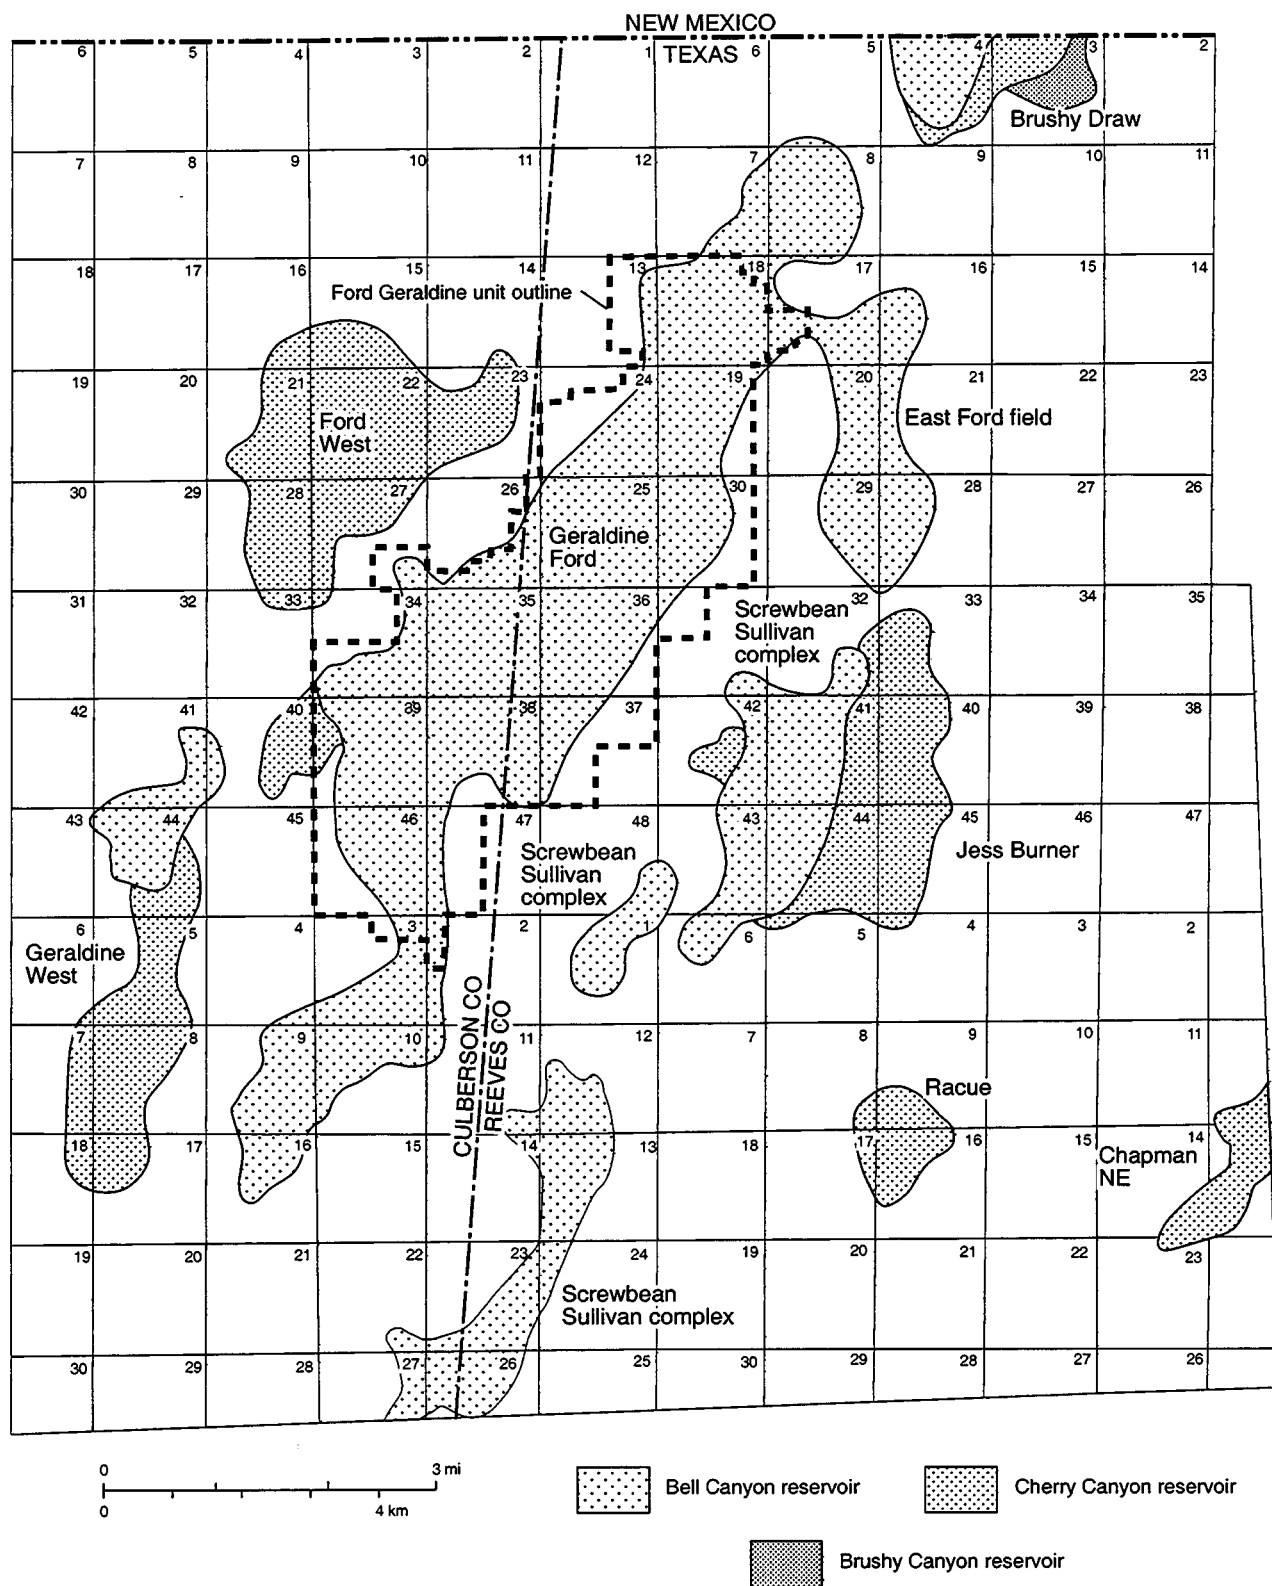 NEW MEXICO
TEXAS
6 5 4 3 2 1 6 5 4 3 2
Brushy Draw
7 8 9 10 11 12 7 8 9 10 11
18 17 16 15 14 13 18 17 16 15 14
Ford Geraldine unit outline
19 20 21 22 23 24 19 20 21 22 23
Ford
West
East Ford field
30 29 28 27 26 25 30 29 28 27 26
Geraldine
Ford
31 32 33 34 35 36 32 33 34 35
Screwbean
Sullivan
complex
42 41 40 39 38 37 42 41 40 39 38
43 44 45 46 47 48 43 44 45 46 47
Screwbean
Sullivan
complex
Jess Burner
6 5 4 3 2 1 6 5 4 3 2
Geraldine
West
CULBERSON CO
REEVES CO
7 8 9 10 11 12 7 8 9 10 11
Racue
18 17 16 15 14 13 18 17 16 15 14
Chapman
NE
19 20 21 22 23 24 19 20 21 22 23
Screwbean
Sullivan complex
30 29 28 27 26 25 30 29 28 27 26
0 3 mi
0 4 km
Bell Canyon reservoir
Cherry Canyon reservoir
Brushy Canyon reservoir